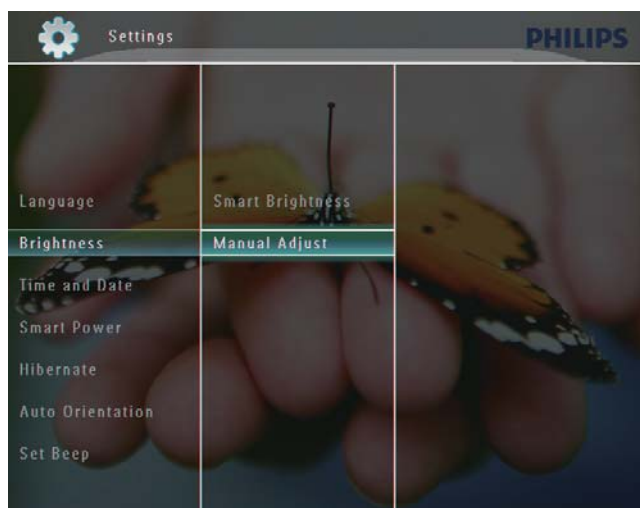 Settings
PHILIPS
Language
Brightness
Time and Date
Smart Power
Hibernate
Auto Orientation
Set Beep
Smart Brightness
Manual Adjust